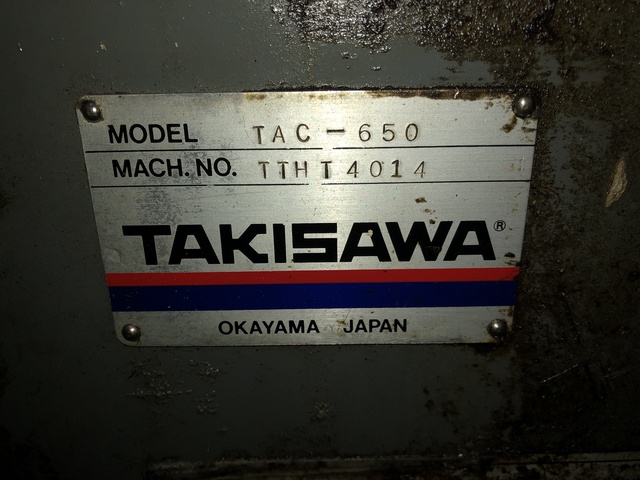 MODEL TAC-650
MACH. NO. TTHT4014
TAKISAWA®
OKAYAMA JAPAN